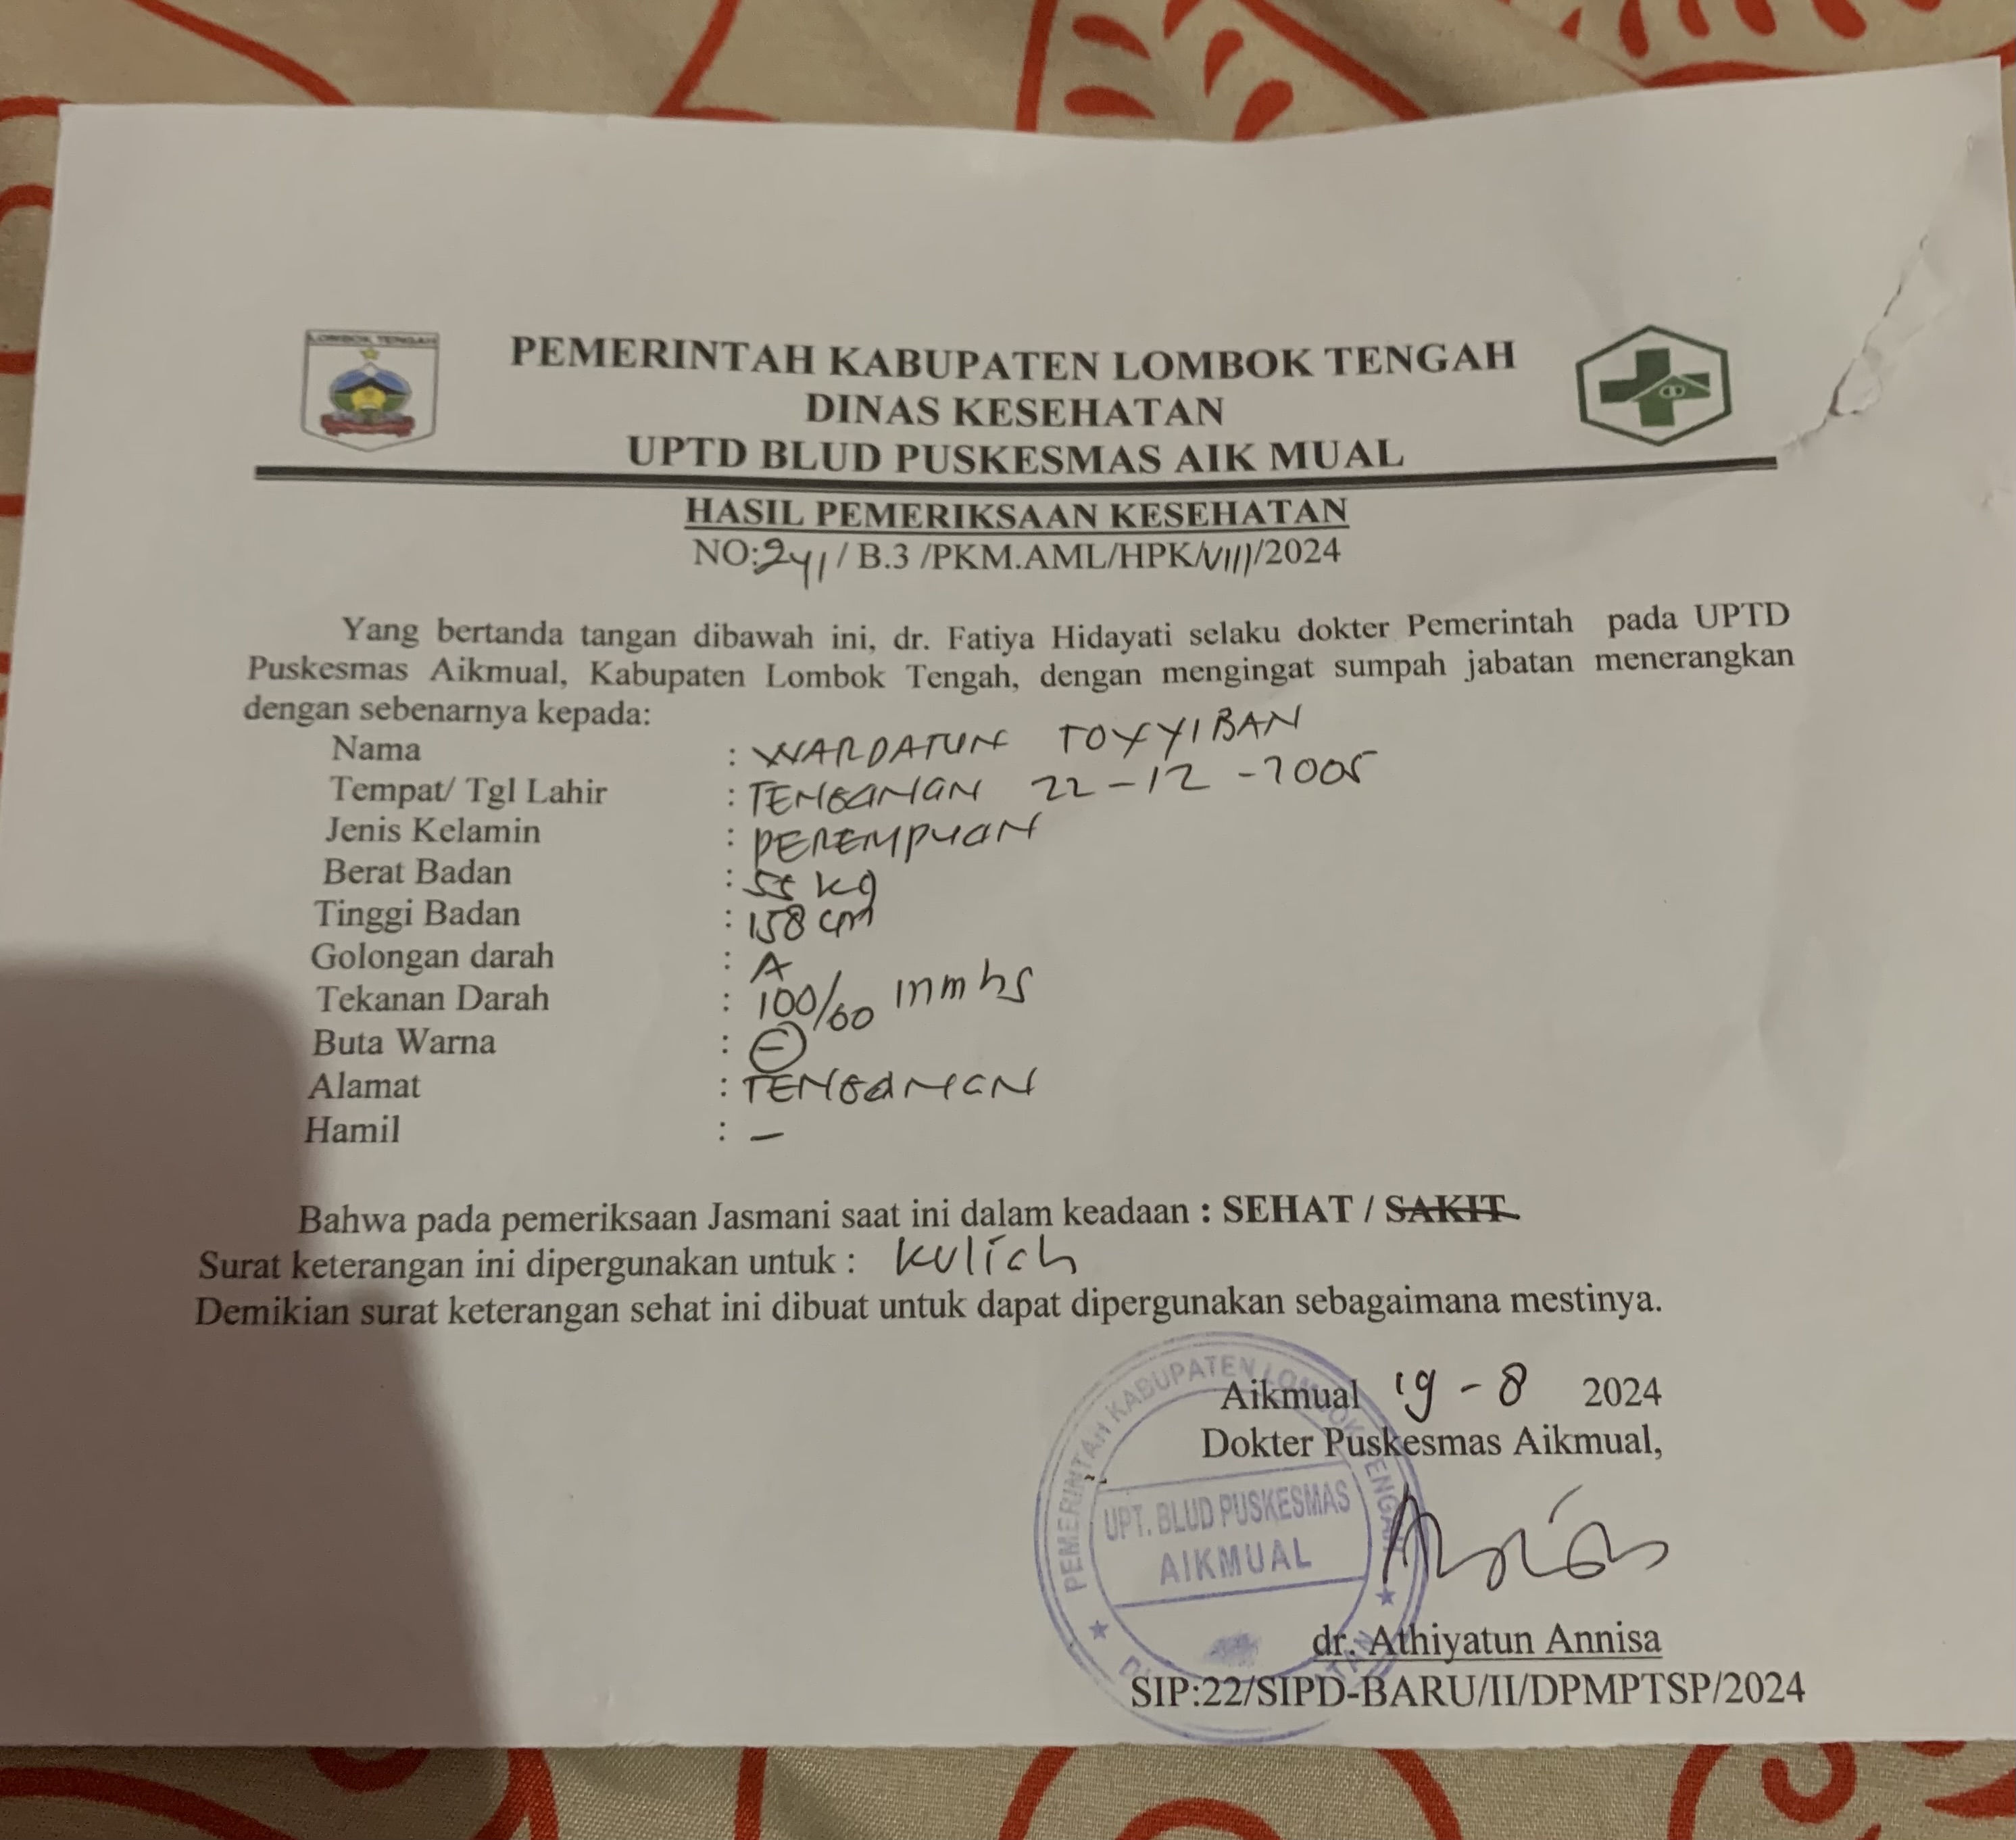 LOMBOK TENGAH
PEMERINTAH KABUPATEN LOMBOK TENGAH
DINAS KESEHATAN
UPTD BLUD PUSKESMAS AIK MUAL
HASIL PEMERIKSAAN KESEHATAN
NO:241/ B.3 /PKM.AML/HPK/VIII/2024
Yang bertanda tangan dibawah ini, dr. Fatiya Hidayati selaku dokter Pemerintah pada UPTD
Puskesmas Aikmual, Kabupaten Lombok Tengah, dengan mengingat sumpah jabatan menerangkan
dengan sebenarnya kepada:
Nama : WARDATUN TOYYIBAN
Tempat/ Tgl Lahir : 22-12-2005
Jenis Kelamin : PEREMPUAN
Berat Badan : 55 kg
Tinggi Badan : 158 cm
Golongan darah : A
Tekanan Darah : 100/60 mmhg
Buta Warna : (-)
Alamat :
Hamil : -
Bahwa pada pemeriksaan Jasmani saat ini dalam keadaan : SEHAT / SAKIT
Surat keterangan ini dipergunakan untuk : kuliah
Demikian surat keterangan sehat ini dibuat untuk dapat dipergunakan sebagaimana mestinya.
Aikmual 19-8 2024
Dokter Puskesmas Aikmual,
PEMERINTAH KABUPATEN LOMBOK TENGAH
UPT. BLUD PUSKESMAS
AIKMUAL
dr. Athiyatun Annisa
SIP:22/SIPD-BARU/II/DPMPTSP/2024